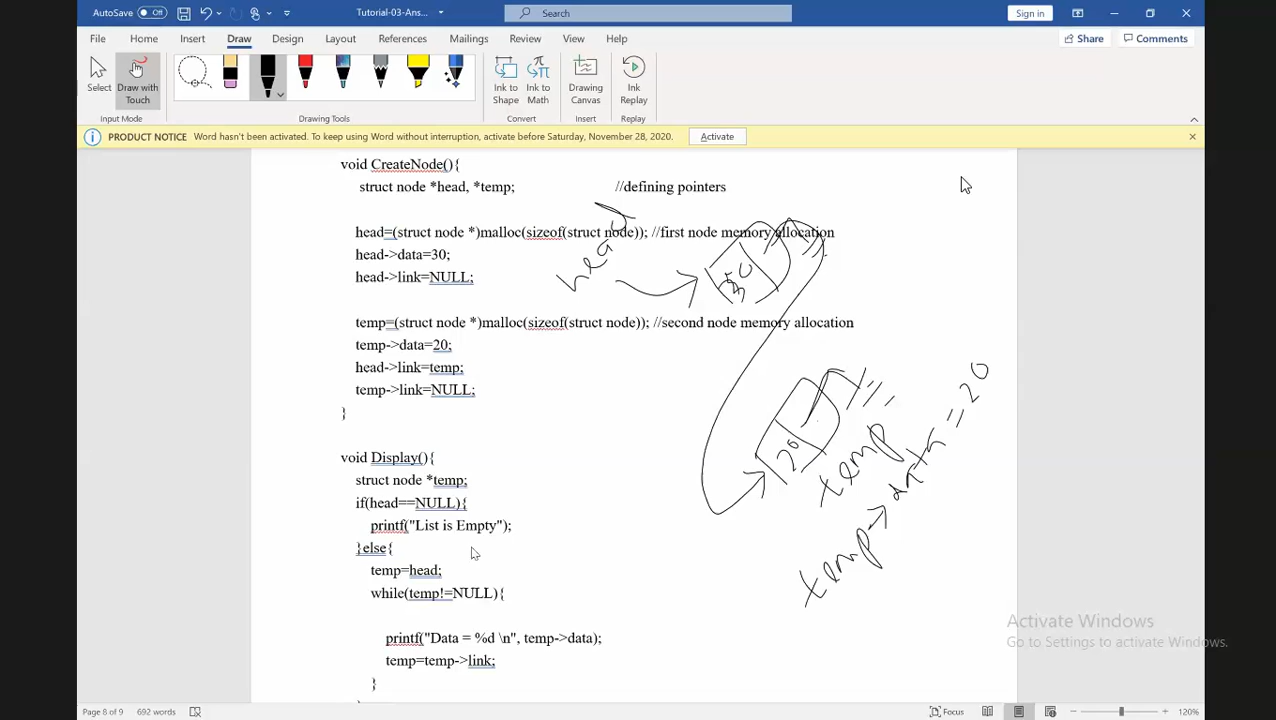 AutoSave Off
Tutorial-03-Ans...
Search
Sign in
File Home Insert Draw Design Layout References Mailings Review View Help
Share Comments
Select
Draw with Touch
Ink to Shape
Ink to Math
Drawing Canvas
Ink Replay
Input Mode
Drawing Tools
Convert
Insert
Replay
PRODUCT NOTICE Word hasn't been activated. To keep using Word without interruption, activate before Saturday, November 28, 2020. Activate
void CreateNode(){
struct node *head, *temp; //defining pointers
head=(struct node *)malloc(sizeof(struct node)); //first node memory allocation
head->data=30;
head->link=NULL;
head
30
temp=(struct node *)malloc(sizeof(struct node)); //second node memory allocation
temp->data=20;
head->link=temp;
temp->link=NULL;
}
20
temp
temp→data=20
void Display(){
struct node *temp;
if(head==NULL){
printf("List is Empty");
}else{
temp=head;
while(temp!=NULL){
printf("Data = %d \n", temp->data);
temp=temp->link;
}
Activate Windows
Go to Settings to activate Windows.
Page 8 of 9 692 words
Focus
120%